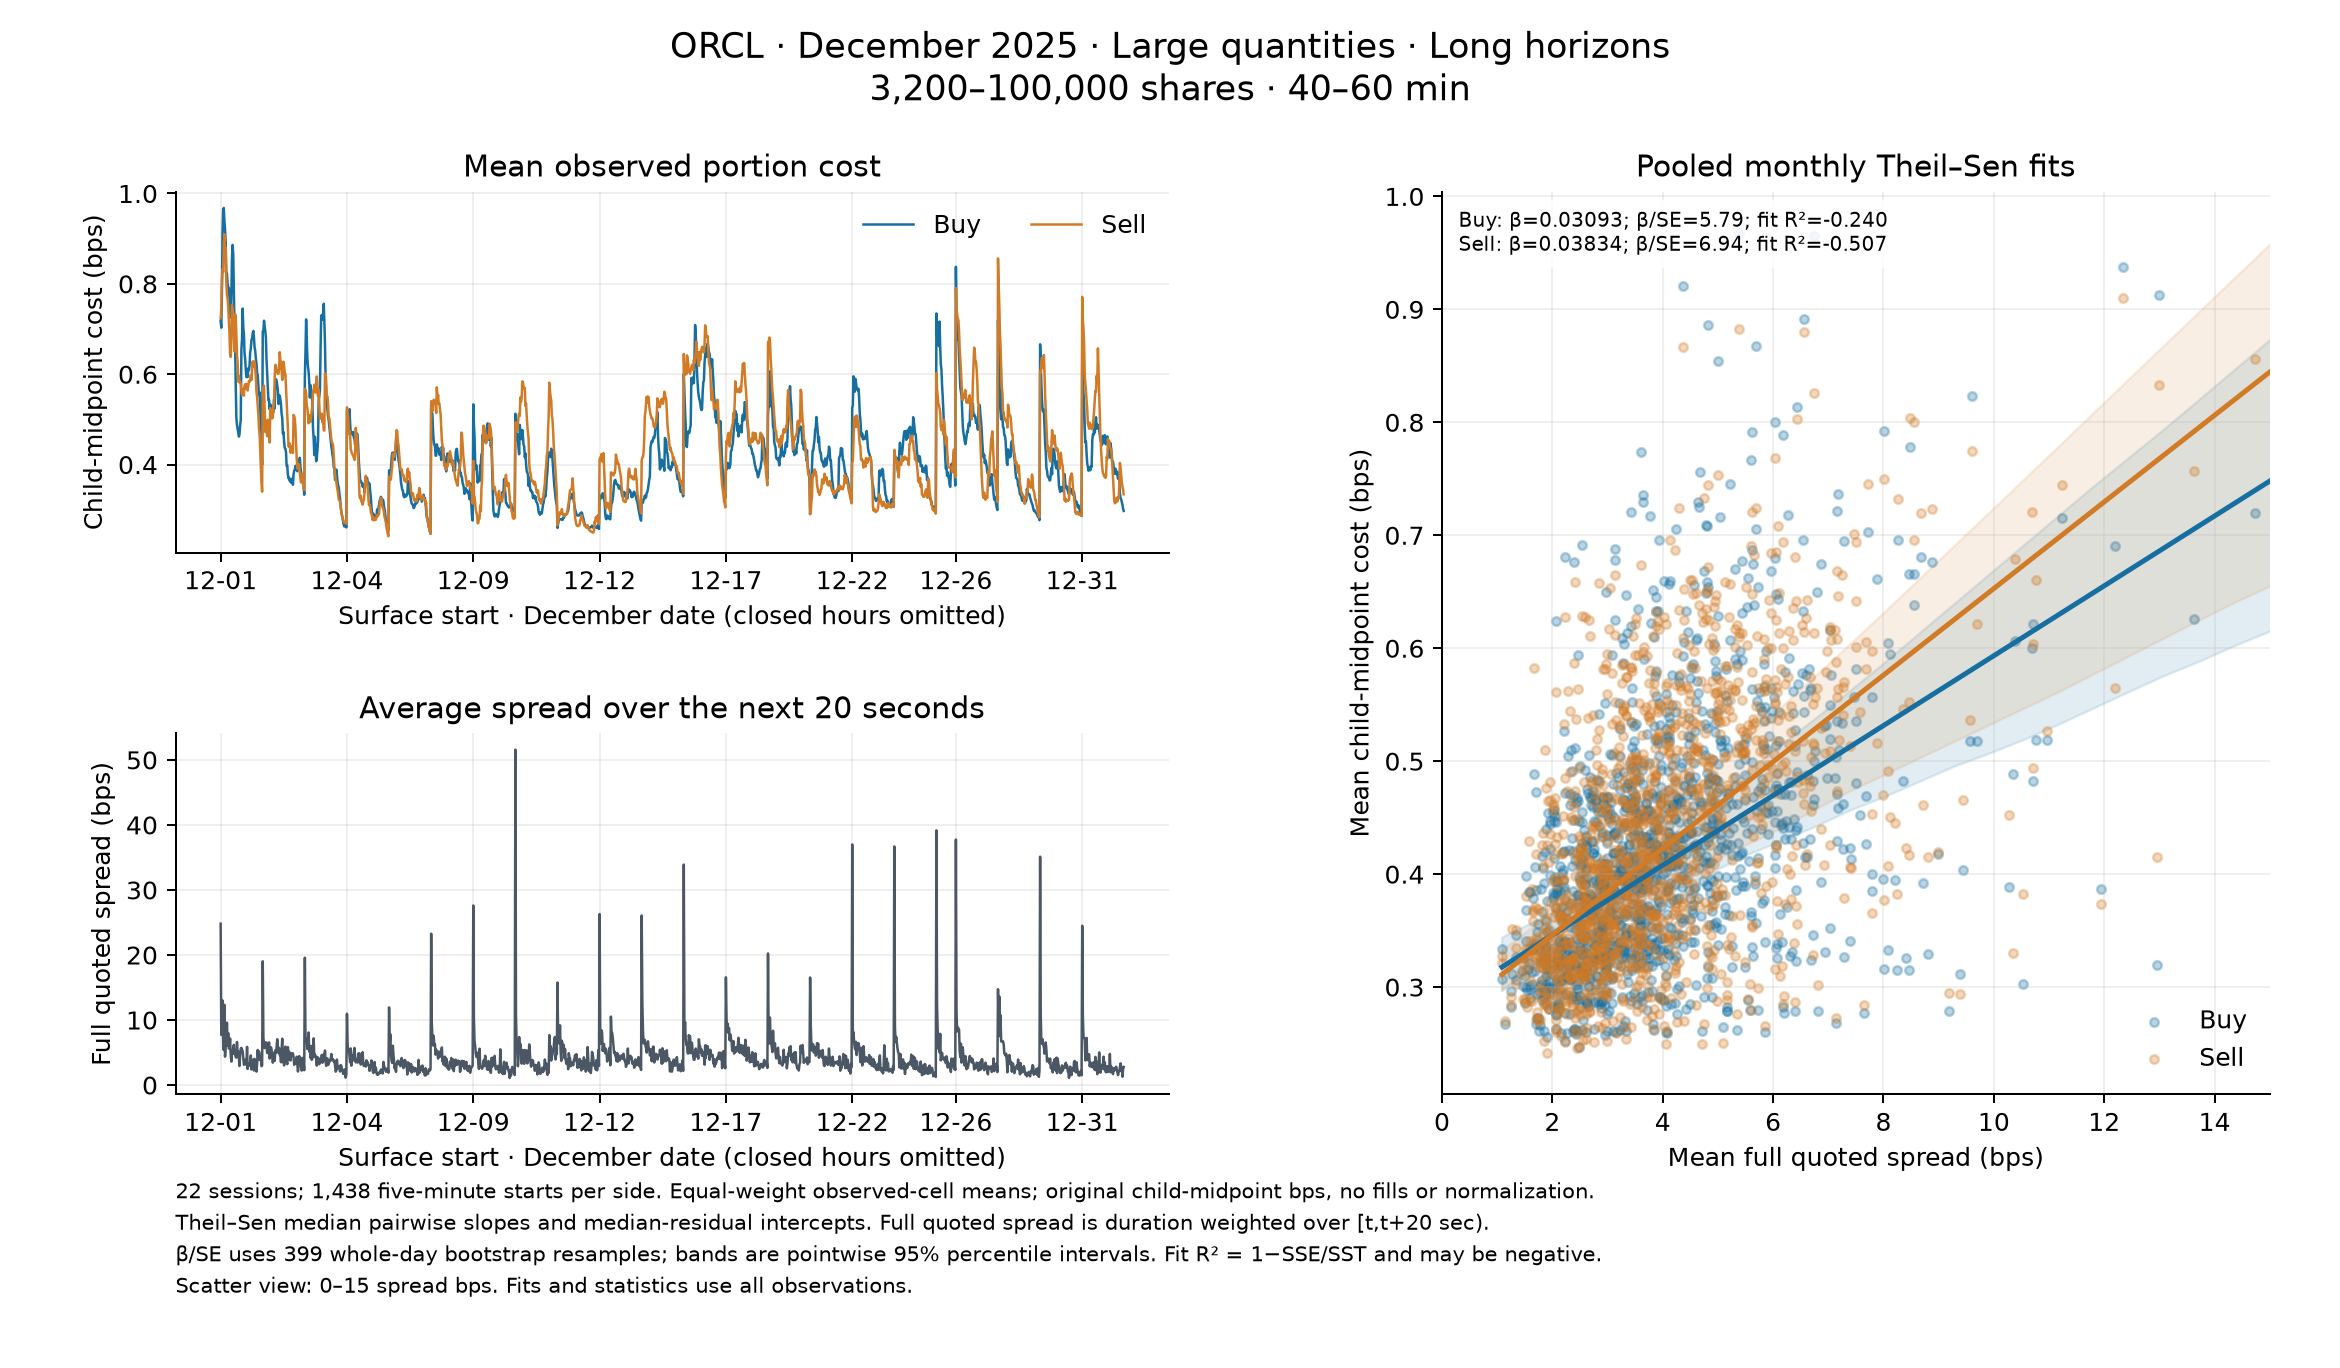 ORCL · December 2025 · Large quantities · Long horizons
3,200–100,000 shares · 40–60 min
Mean observed portion cost
Child-midpoint cost (bps)
1.0
0.8
0.6
0.4
Buy
Sell
12-01
12-04
12-09
12-12
12-17
12-22
12-26
12-31
Surface start · December date (closed hours omitted)
Average spread over the next 20 seconds
Full quoted spread (bps)
50
40
30
20
10
0
12-01
12-04
12-09
12-12
12-17
12-22
12-26
12-31
Surface start · December date (closed hours omitted)
Pooled monthly Theil–Sen fits
Mean child-midpoint cost (bps)
1.0
0.9
0.8
0.7
0.6
0.5
0.4
0.3
Buy: β=0.03093; β/SE=5.79; fit R²=-0.240
Sell: β=0.03834; β/SE=6.94; fit R²=-0.507
Buy
Sell
0
2
4
6
8
10
12
14
Mean full quoted spread (bps)
22 sessions; 1,438 five-minute starts per side. Equal-weight observed-cell means; original child-midpoint bps, no fills or normalization.
Theil–Sen median pairwise slopes and median-residual intercepts. Full quoted spread is duration weighted over [t,t+20 sec).
β/SE uses 399 whole-day bootstrap resamples; bands are pointwise 95% percentile intervals. Fit R² = 1−SSE/SST and may be negative.
Scatter view: 0–15 spread bps. Fits and statistics use all observations.